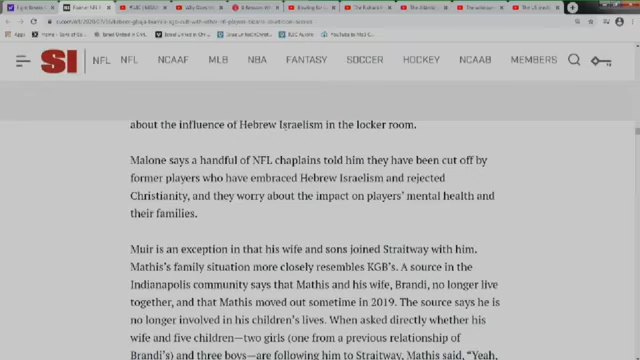 Former NFL
Why Does
NFL NFL NCAAF MLB NBA FANTASY SOCCER HOCKEY NCAAB MEMBERS
SI
about the influence of Hebrew Israelism in the locker room.
Malone says a handful of NFL chaplains told him they have been cut off by
former players who have embraced Hebrew Israelism and rejected
Christianity, and they worry about the impact on players' mental health and
their families.
Muir is an exception in that his wife and sons joined Straitway with him.
Mathis's family situation more closely resembles KGB's. A source in the
Indianapolis community says that Mathis and his wife, Brandi, no longer live
together, and that Mathis moved out sometime in 2019. The source says he is
no longer involved in his children's lives. When asked directly whether his
wife and five children—two girls (one from a previous relationship of
Brandi's) and three boys—are following him to Straitway, Mathis said, "Yeah,